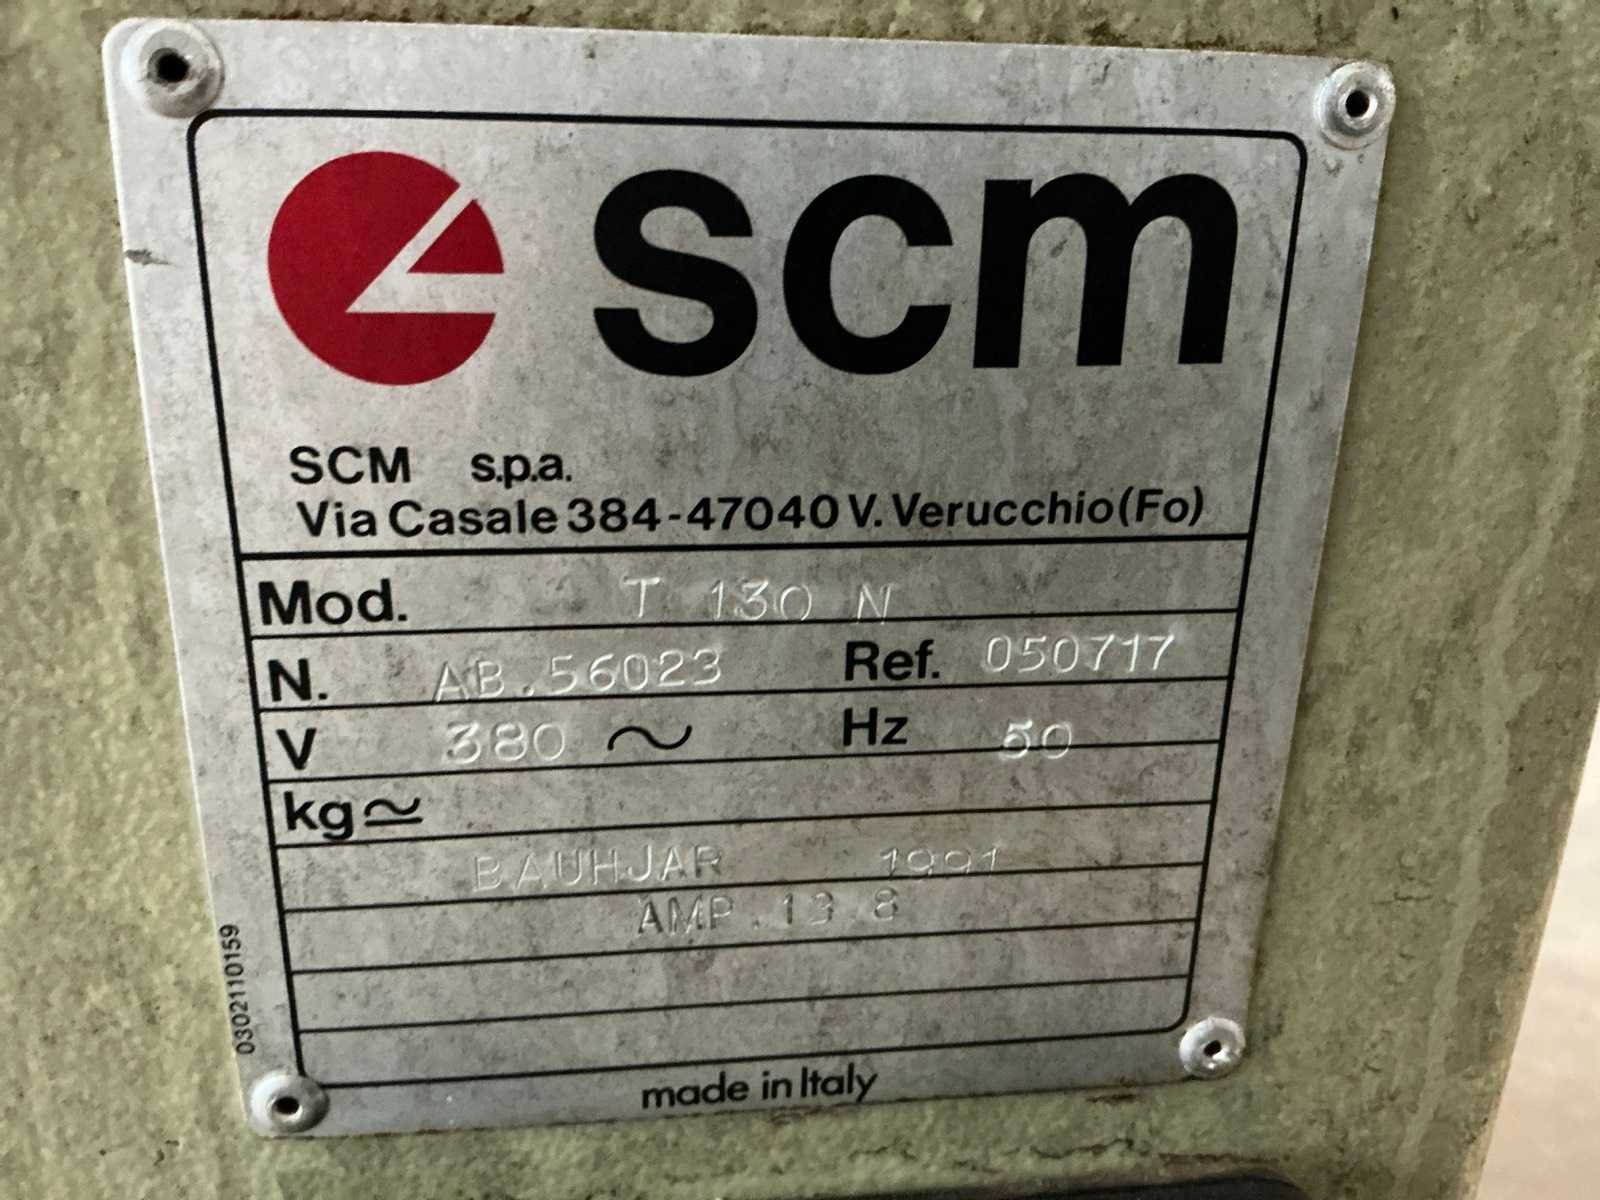 scm
SCM s.p.a.
Via Casale 384-47040 V. Verucchio (Fo)
Mod. T 130 N
N. AB.56023 Ref. 050717
V 380 ~ Hz 50
kg ≃
BAUHJAR 1991
AMP. 13.8
0302110159
made in Italy